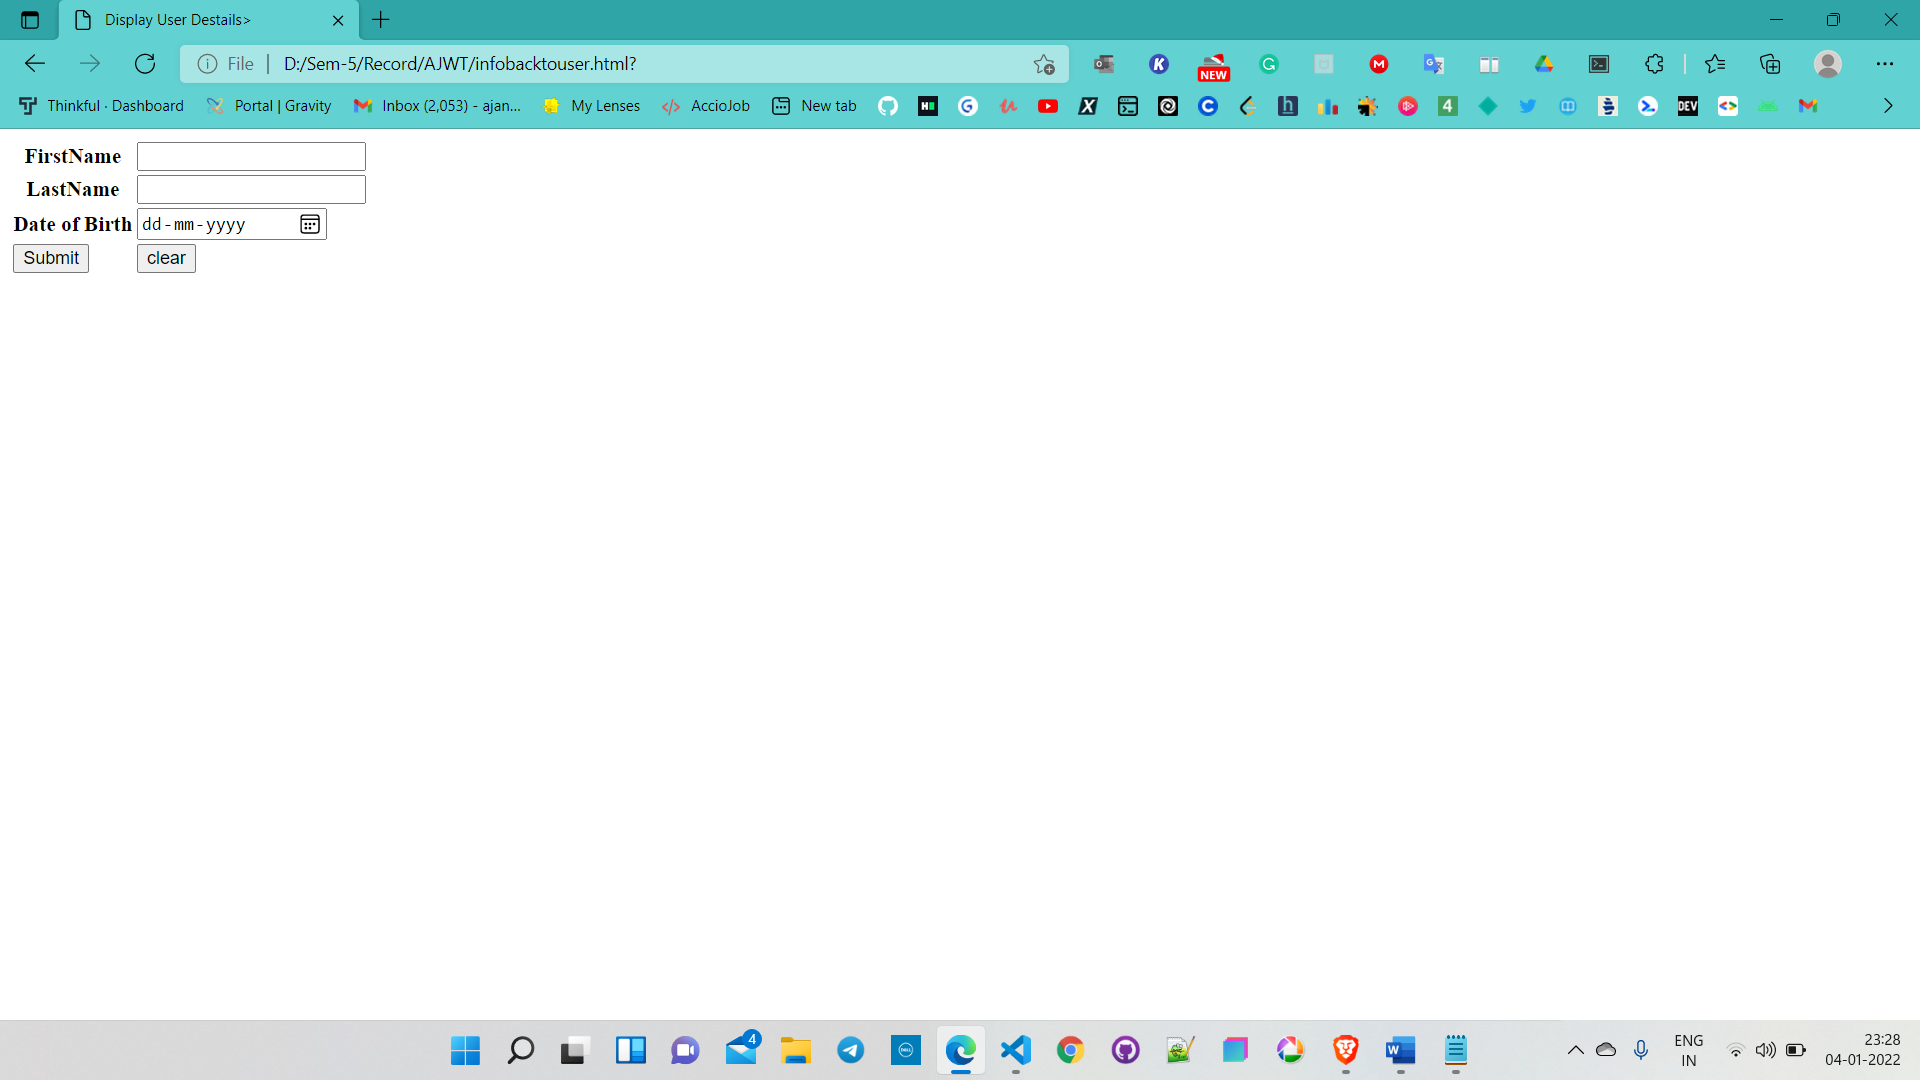 Display User Destails>
File | D:/Sem-5/Record/AJWT/infobacktouser.html?
NEW
Thinkful · Dashboard Portal | Gravity Inbox (2,053) - ajan... My Lenses AccioJob New tab 4 DEV
FirstName
LastName
Date of Birth dd-mm-yyyy
Submit clear
4
ENG 23:28
IN 04-01-2022